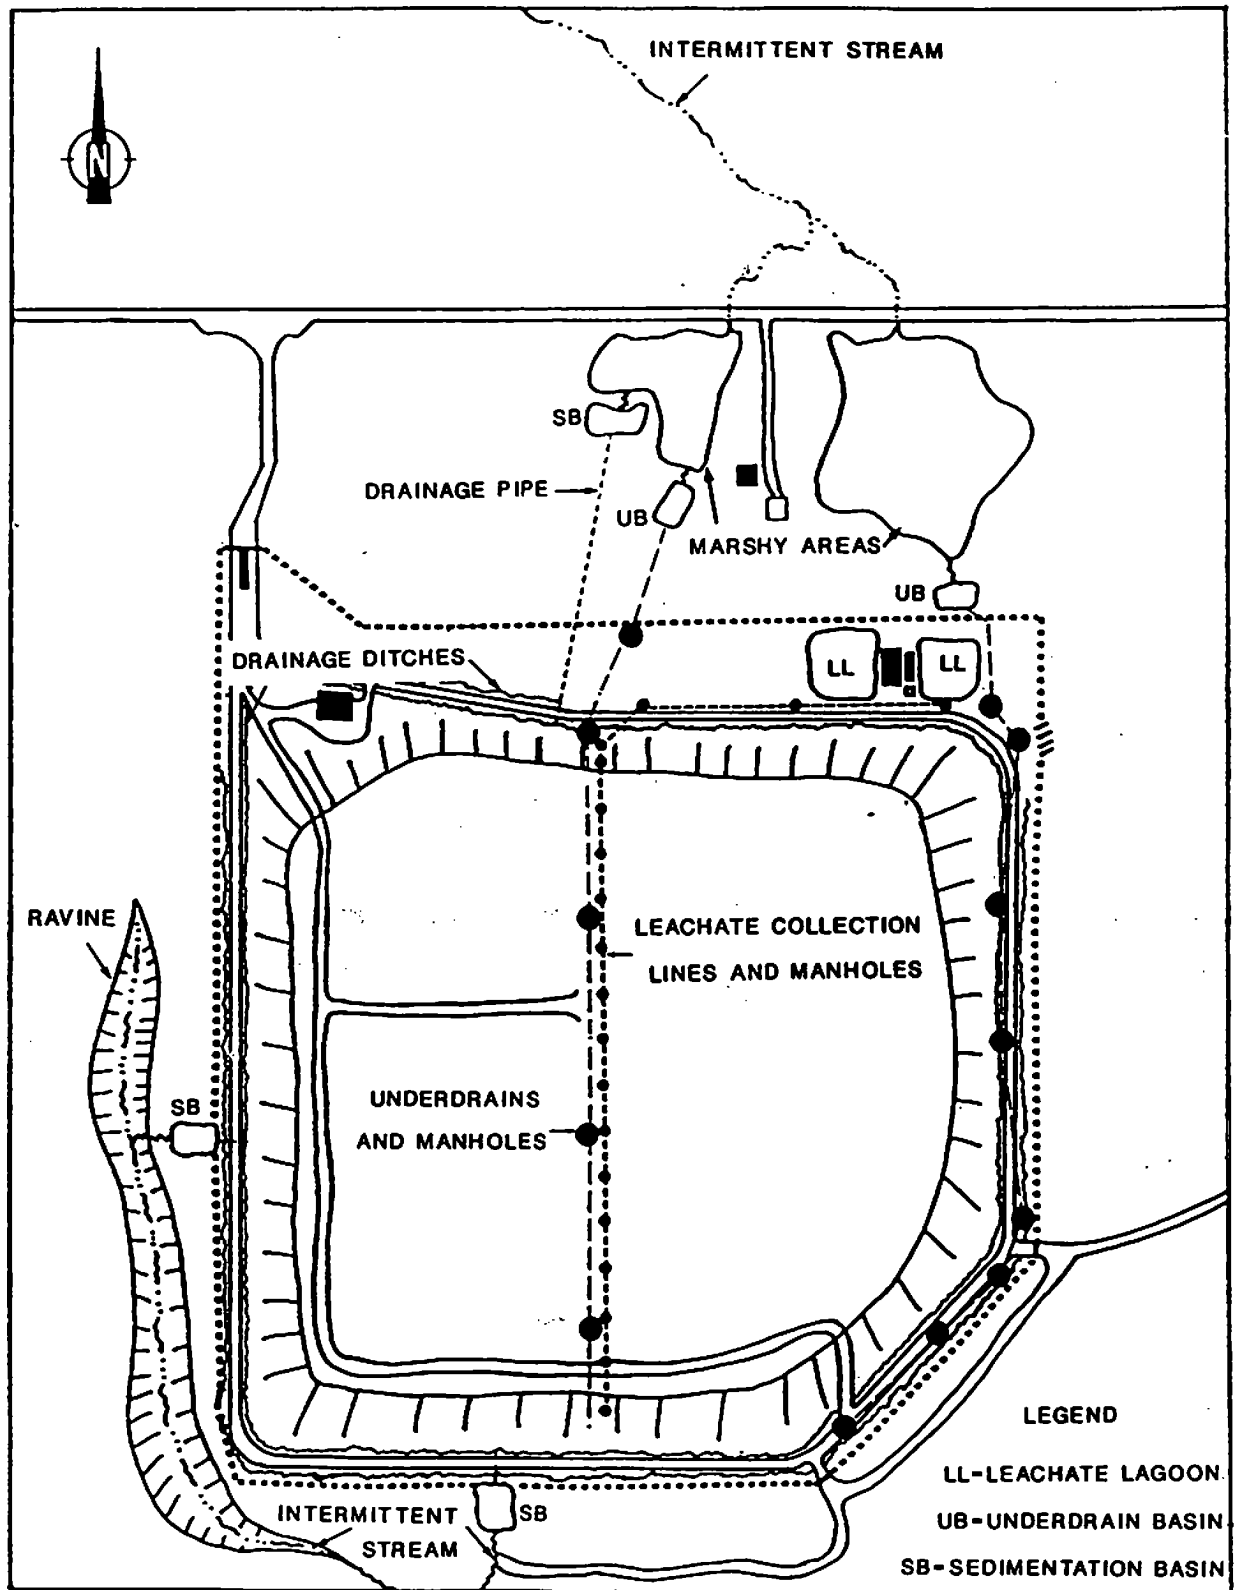 INTERMITTENT STREAM
N
SB
DRAINAGE PIPE
UB
MARSHY AREAS
UB
DRAINAGE DITCHES
LL
LL
RAVINE
LEACHATE COLLECTION
LINES AND MANHOLES
SB
UNDERDRAINS
AND MANHOLES
LEGEND
LL-LEACHATE LAGOON
INTERMITTENT
STREAM
SB
UB-UNDERDRAIN BASIN
SB-SEDIMENTATION BASIN